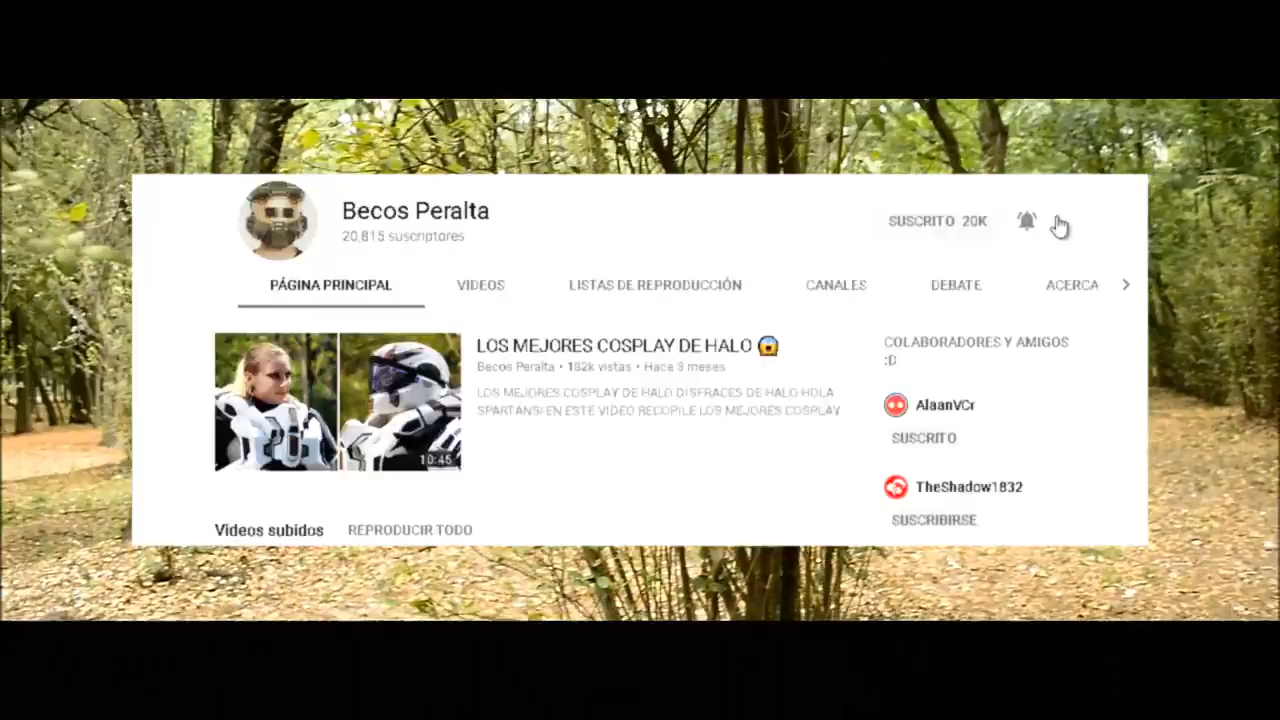 Becos Peralta
20,815 suscriptores
SUSCRITO 20K
PÁGINA PRINCIPAL VIDEOS LISTAS DE REPRODUCCIÓN CANALES DEBATE ACERCA
LOS MEJORES COSPLAY DE HALO 😱
Becos Peralta • 182k vistas • Hace 3 meses
LOS MEJORES COSPLAY DE HALO DISFRACES DE HALO HOLA
SPARTANS! EN ESTE VIDEO RECOPILE LOS MEJORES COSPLAY
10:45
COLABORADORES Y AMIGOS
:D
AlaanVCr
SUSCRITO
TheShadow1832
SUSCRIBIRSE
Videos subidos REPRODUCIR TODO